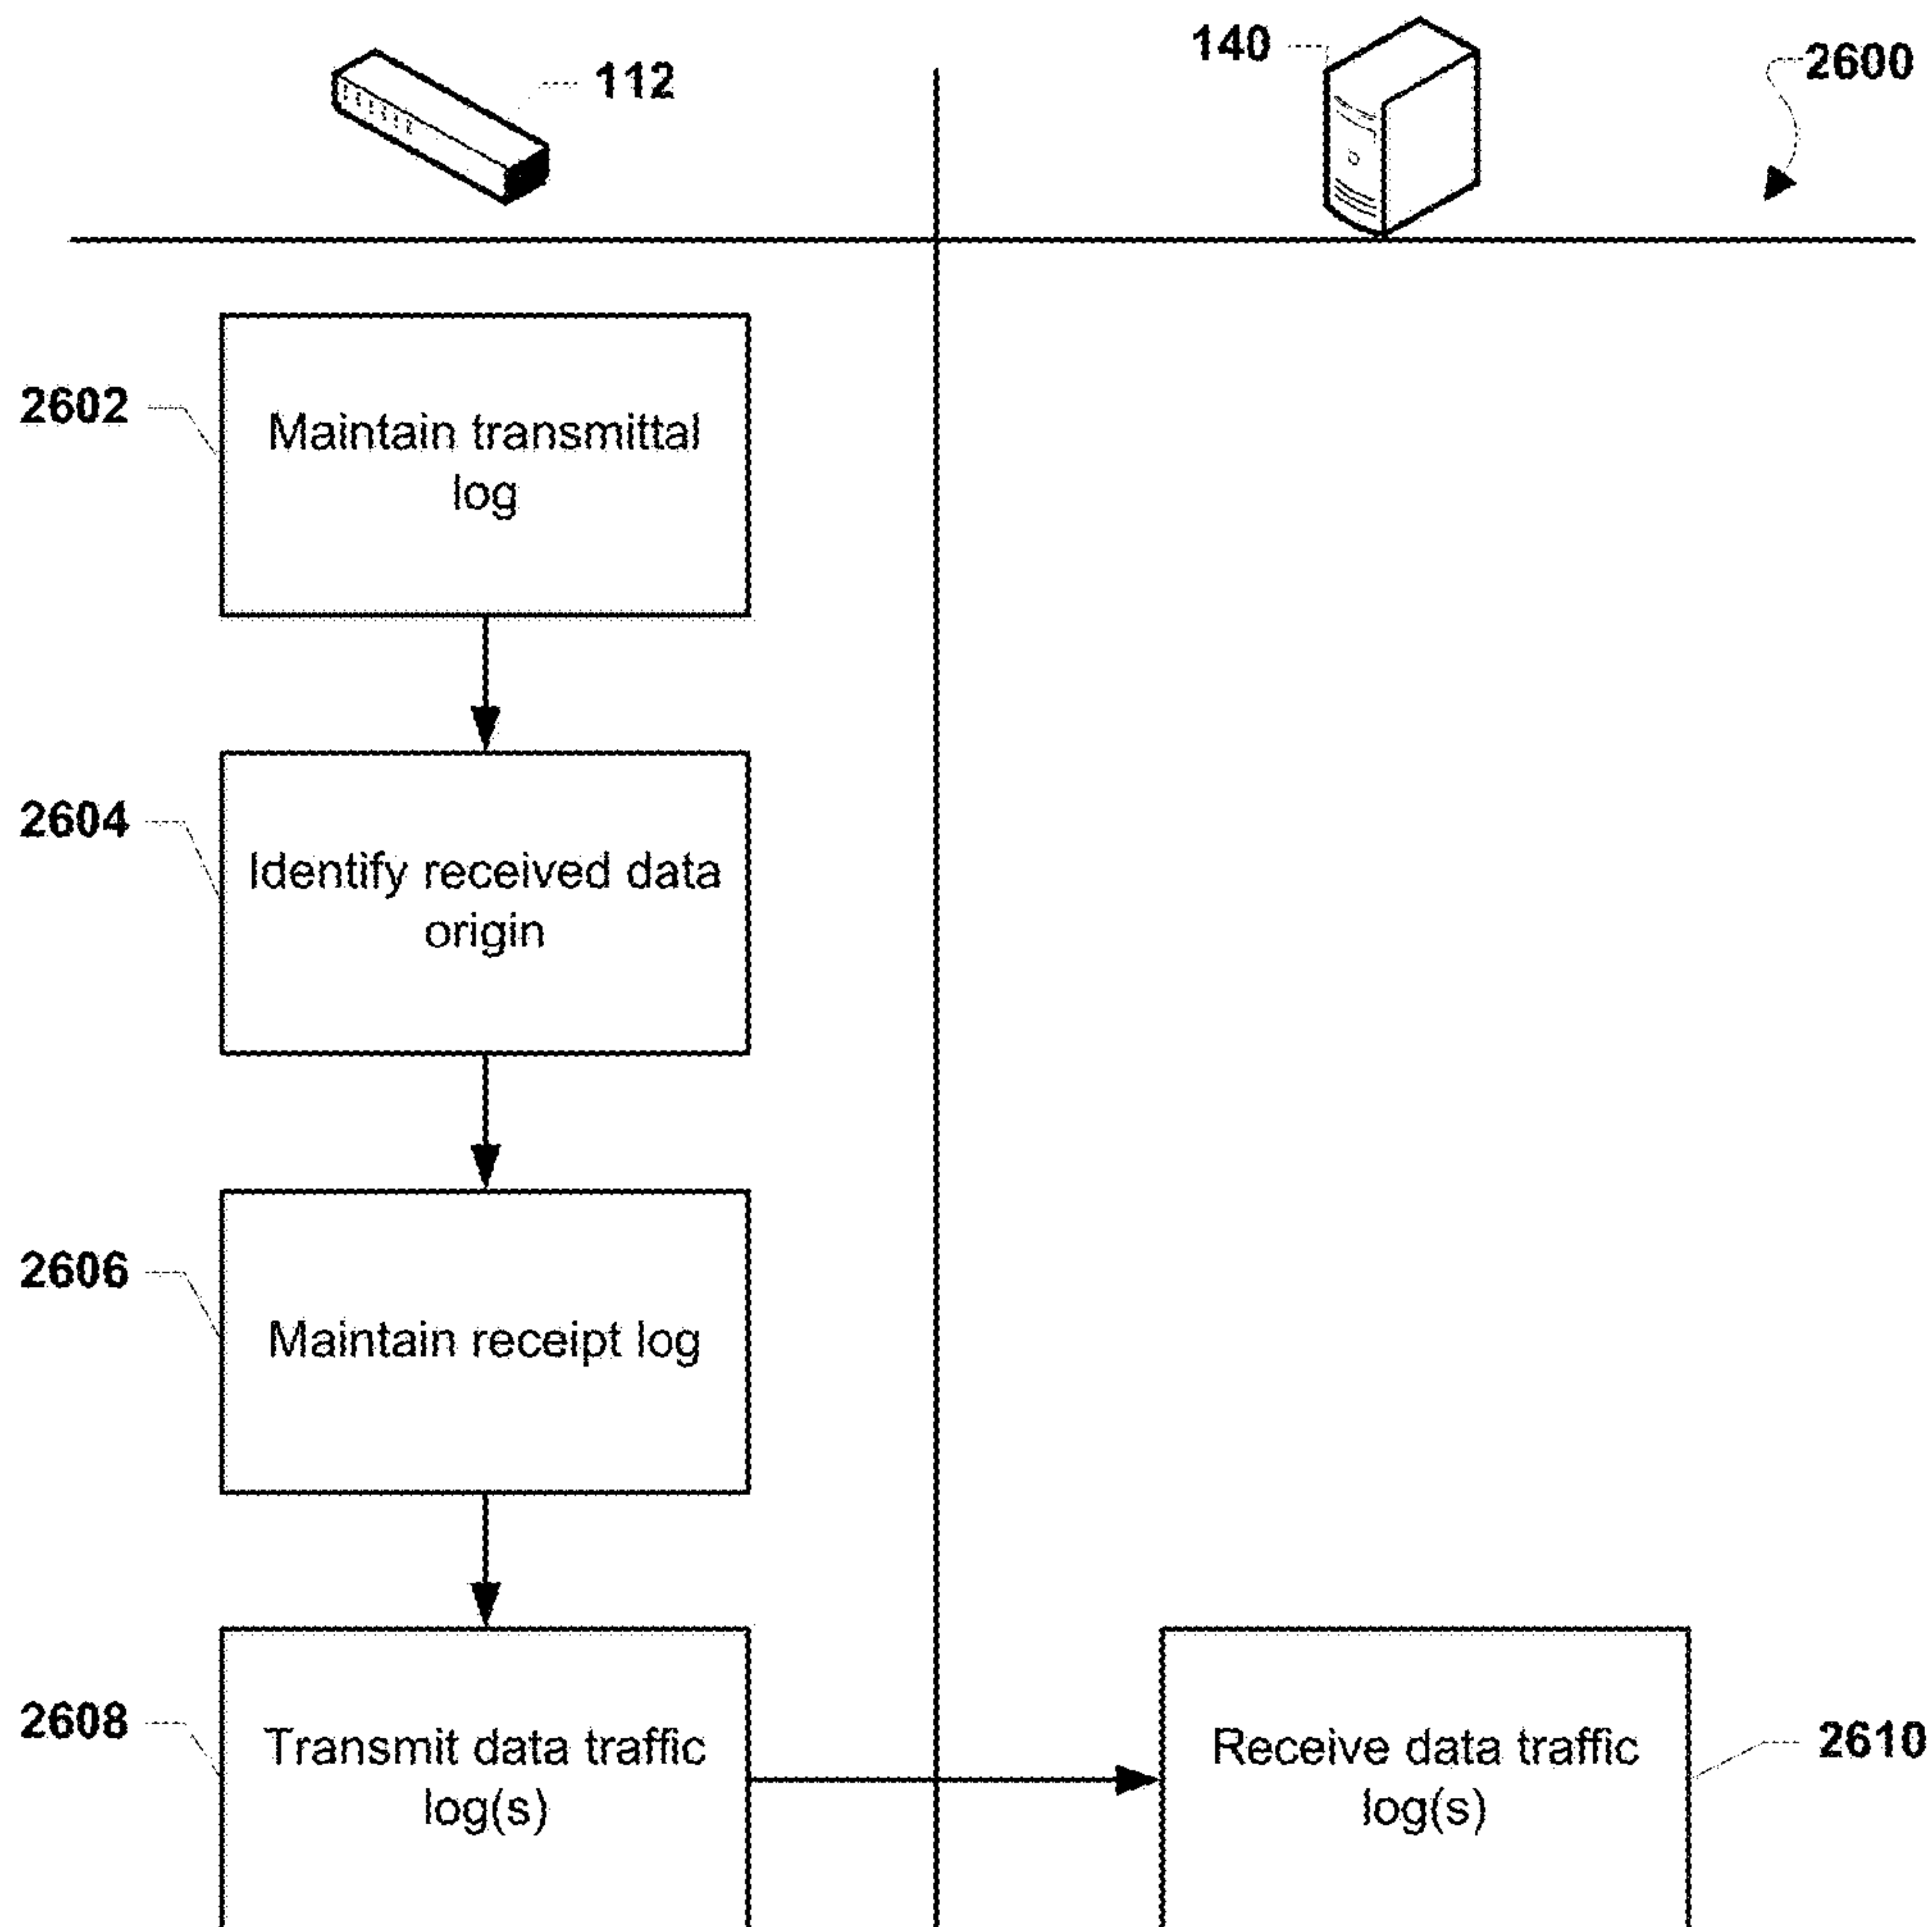 112
140
2600
2602
Maintain transmittal
log
2604
Identify received data
origin
2606
Maintain receipt log
2608
Transmit data traffic
log(s)
Receive data traffic
log(s)
2610